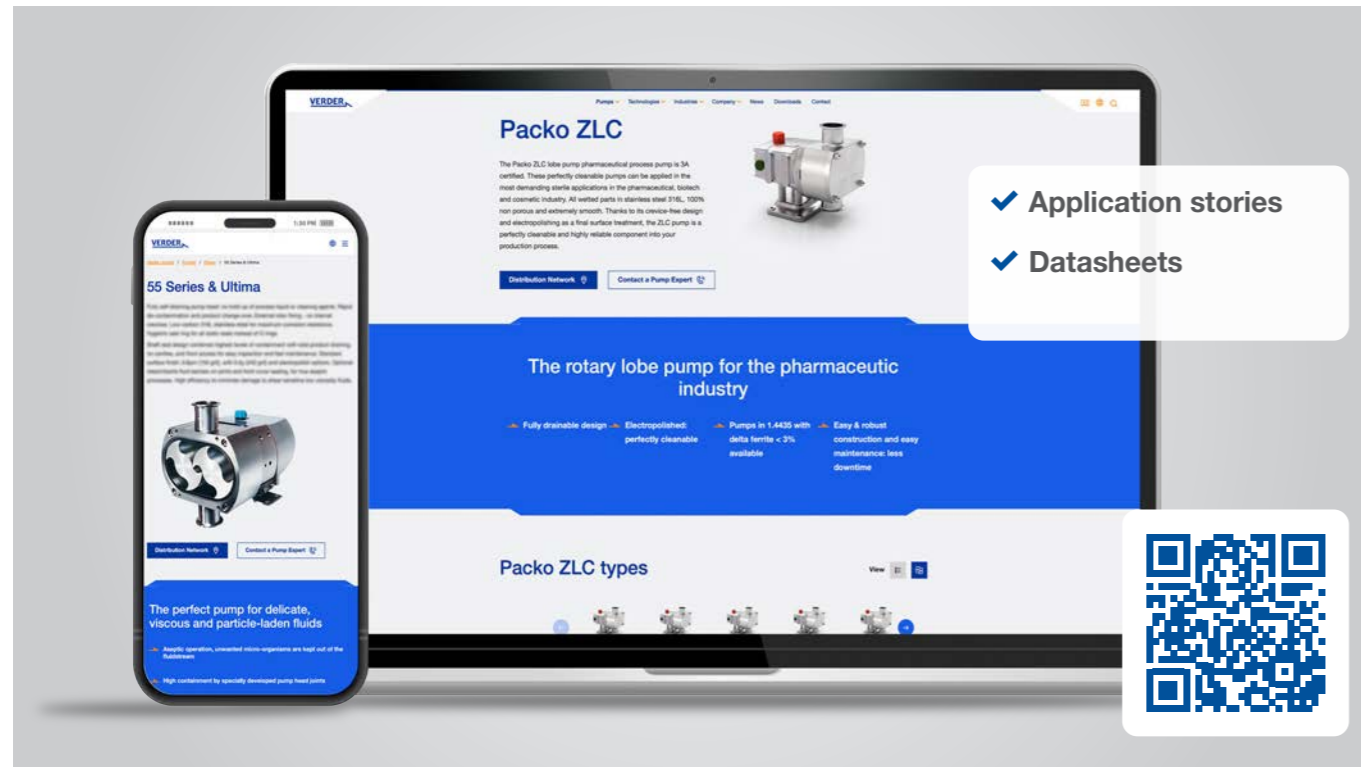 VERDER
Pumps Technologies Industries Company News Downloads Contact
Packo ZLC
The Packo ZLC lobe pump pharmaceutical process pump is 3A
certified. These perfectly cleanable pumps can be applied in the
most demanding sterile applications in the pharmaceutical, biotech
and cosmetic industry. All wetted parts in stainless steel 316L, 100%
non porous and extremely smooth. Thanks to its crevice-free design
and electropolishing as a final surface treatment, the ZLC pump is a
perfectly cleanable and highly reliable component into your
production process.
Distribution Network
Contact a Pump Expert
The rotary lobe pump for the pharmaceutic
industry
Fully drainable design
Electropolished:
perfectly cleanable
Pumps in 1.4435 with
delta ferrite < 3%
available
Easy & robust
construction and easy
maintenance: less
downtime
Packo ZLC types
View
1:30 PM
VERDER
55 Series & Ultima
55 Series & Ultima
Distribution Network
Contact a Pump Expert
The perfect pump for delicate,
viscous and particle-laden fluids
Aseptic operation, unwanted micro-organisms are kept out of the
fluidstream
High containment by specially developed pump head joints
Application stories
Datasheets